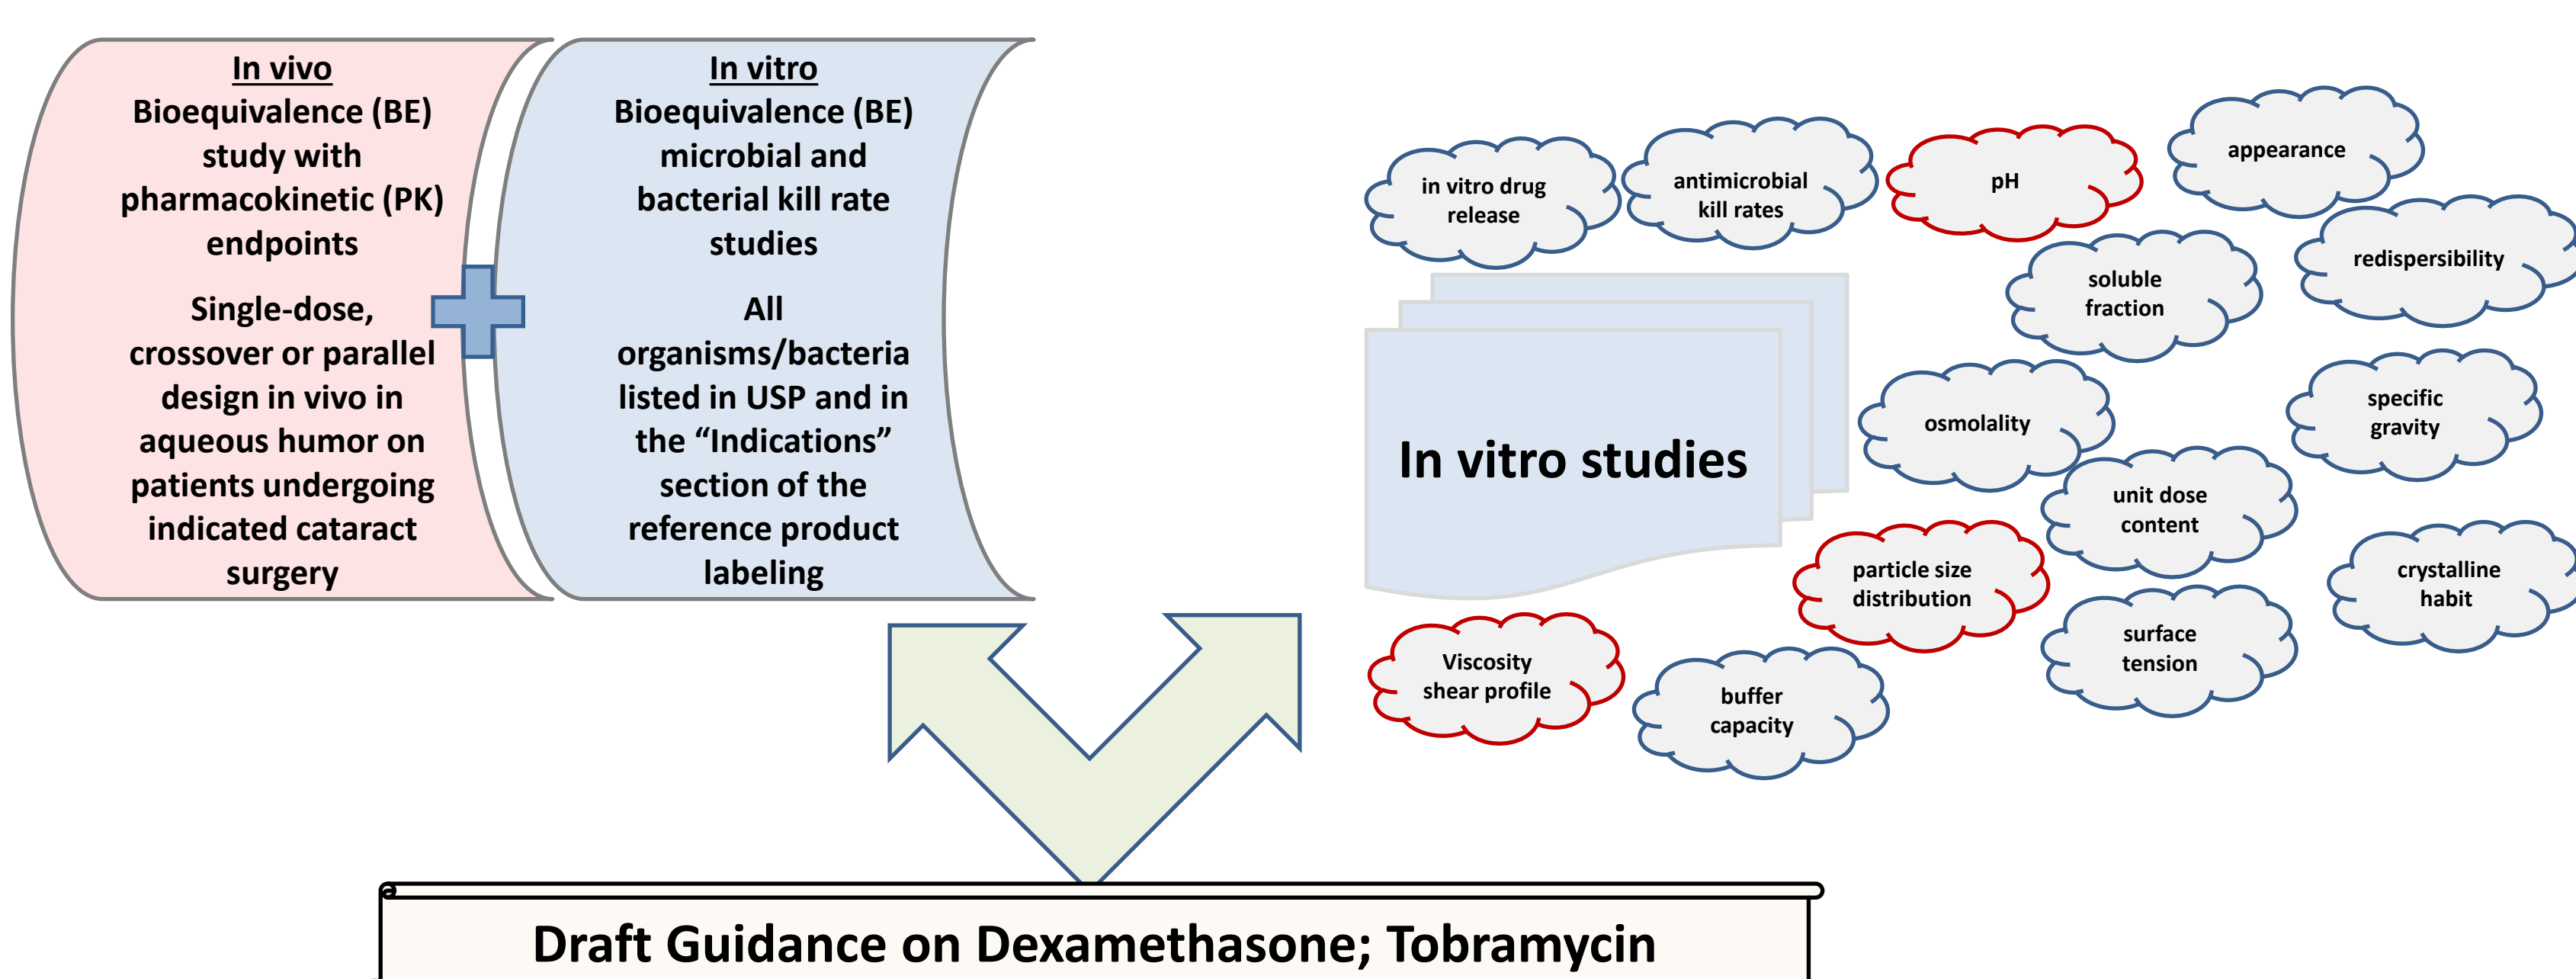 In vivo
Bioequivalence (BE)
study with
pharmacokinetic (PK)
endpoints
Single-dose,
crossover or parallel
design in vivo in
aqueous humor on
patients undergoing
indicated cataract
surgery
In vitro
Bioequivalence (BE)
microbial and
bacterial kill rate
studies
All
organisms/bacteria
listed in USP and in
the “Indications”
section of the
reference product
labeling
in vitro drug
release
antimicrobial
kill rates
pH
appearance
redispersibility
soluble
fraction
osmolality
specific
gravity
In vitro studies
unit dose
content
particle size
distribution
crystalline
habit
surface
tension
Viscosity
shear profile
buffer
capacity
Draft Guidance on Dexamethasone; Tobramycin